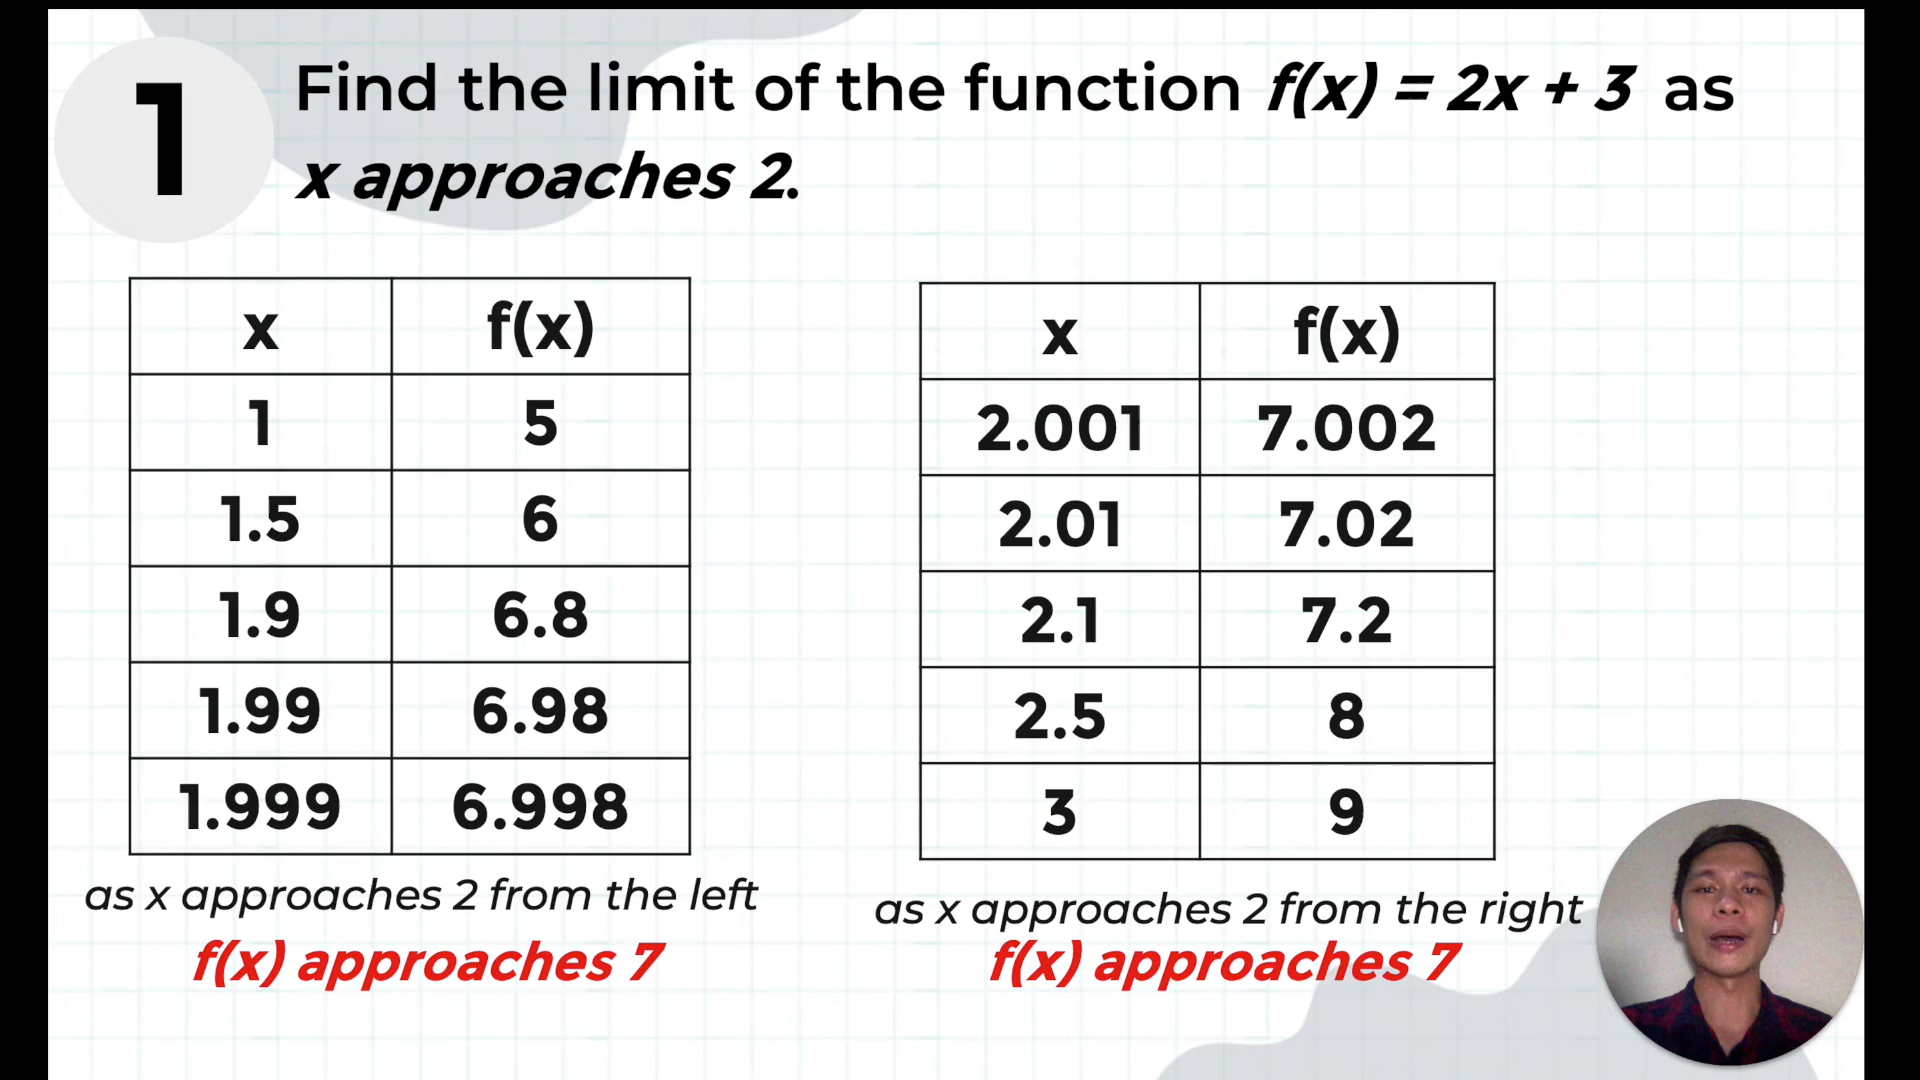 1
Find the limit of the function f(x) = 2x + 3 as
x approaches 2.
x f(x)
1 5
1.5 6
1.9 6.8
1.99 6.98
1.999 6.998
as x approaches 2 from the left
f(x) approaches 7
x f(x)
2.001 7.002
2.01 7.02
2.1 7.2
2.5 8
3 9
as x approaches 2 from the right
f(x) approaches 7